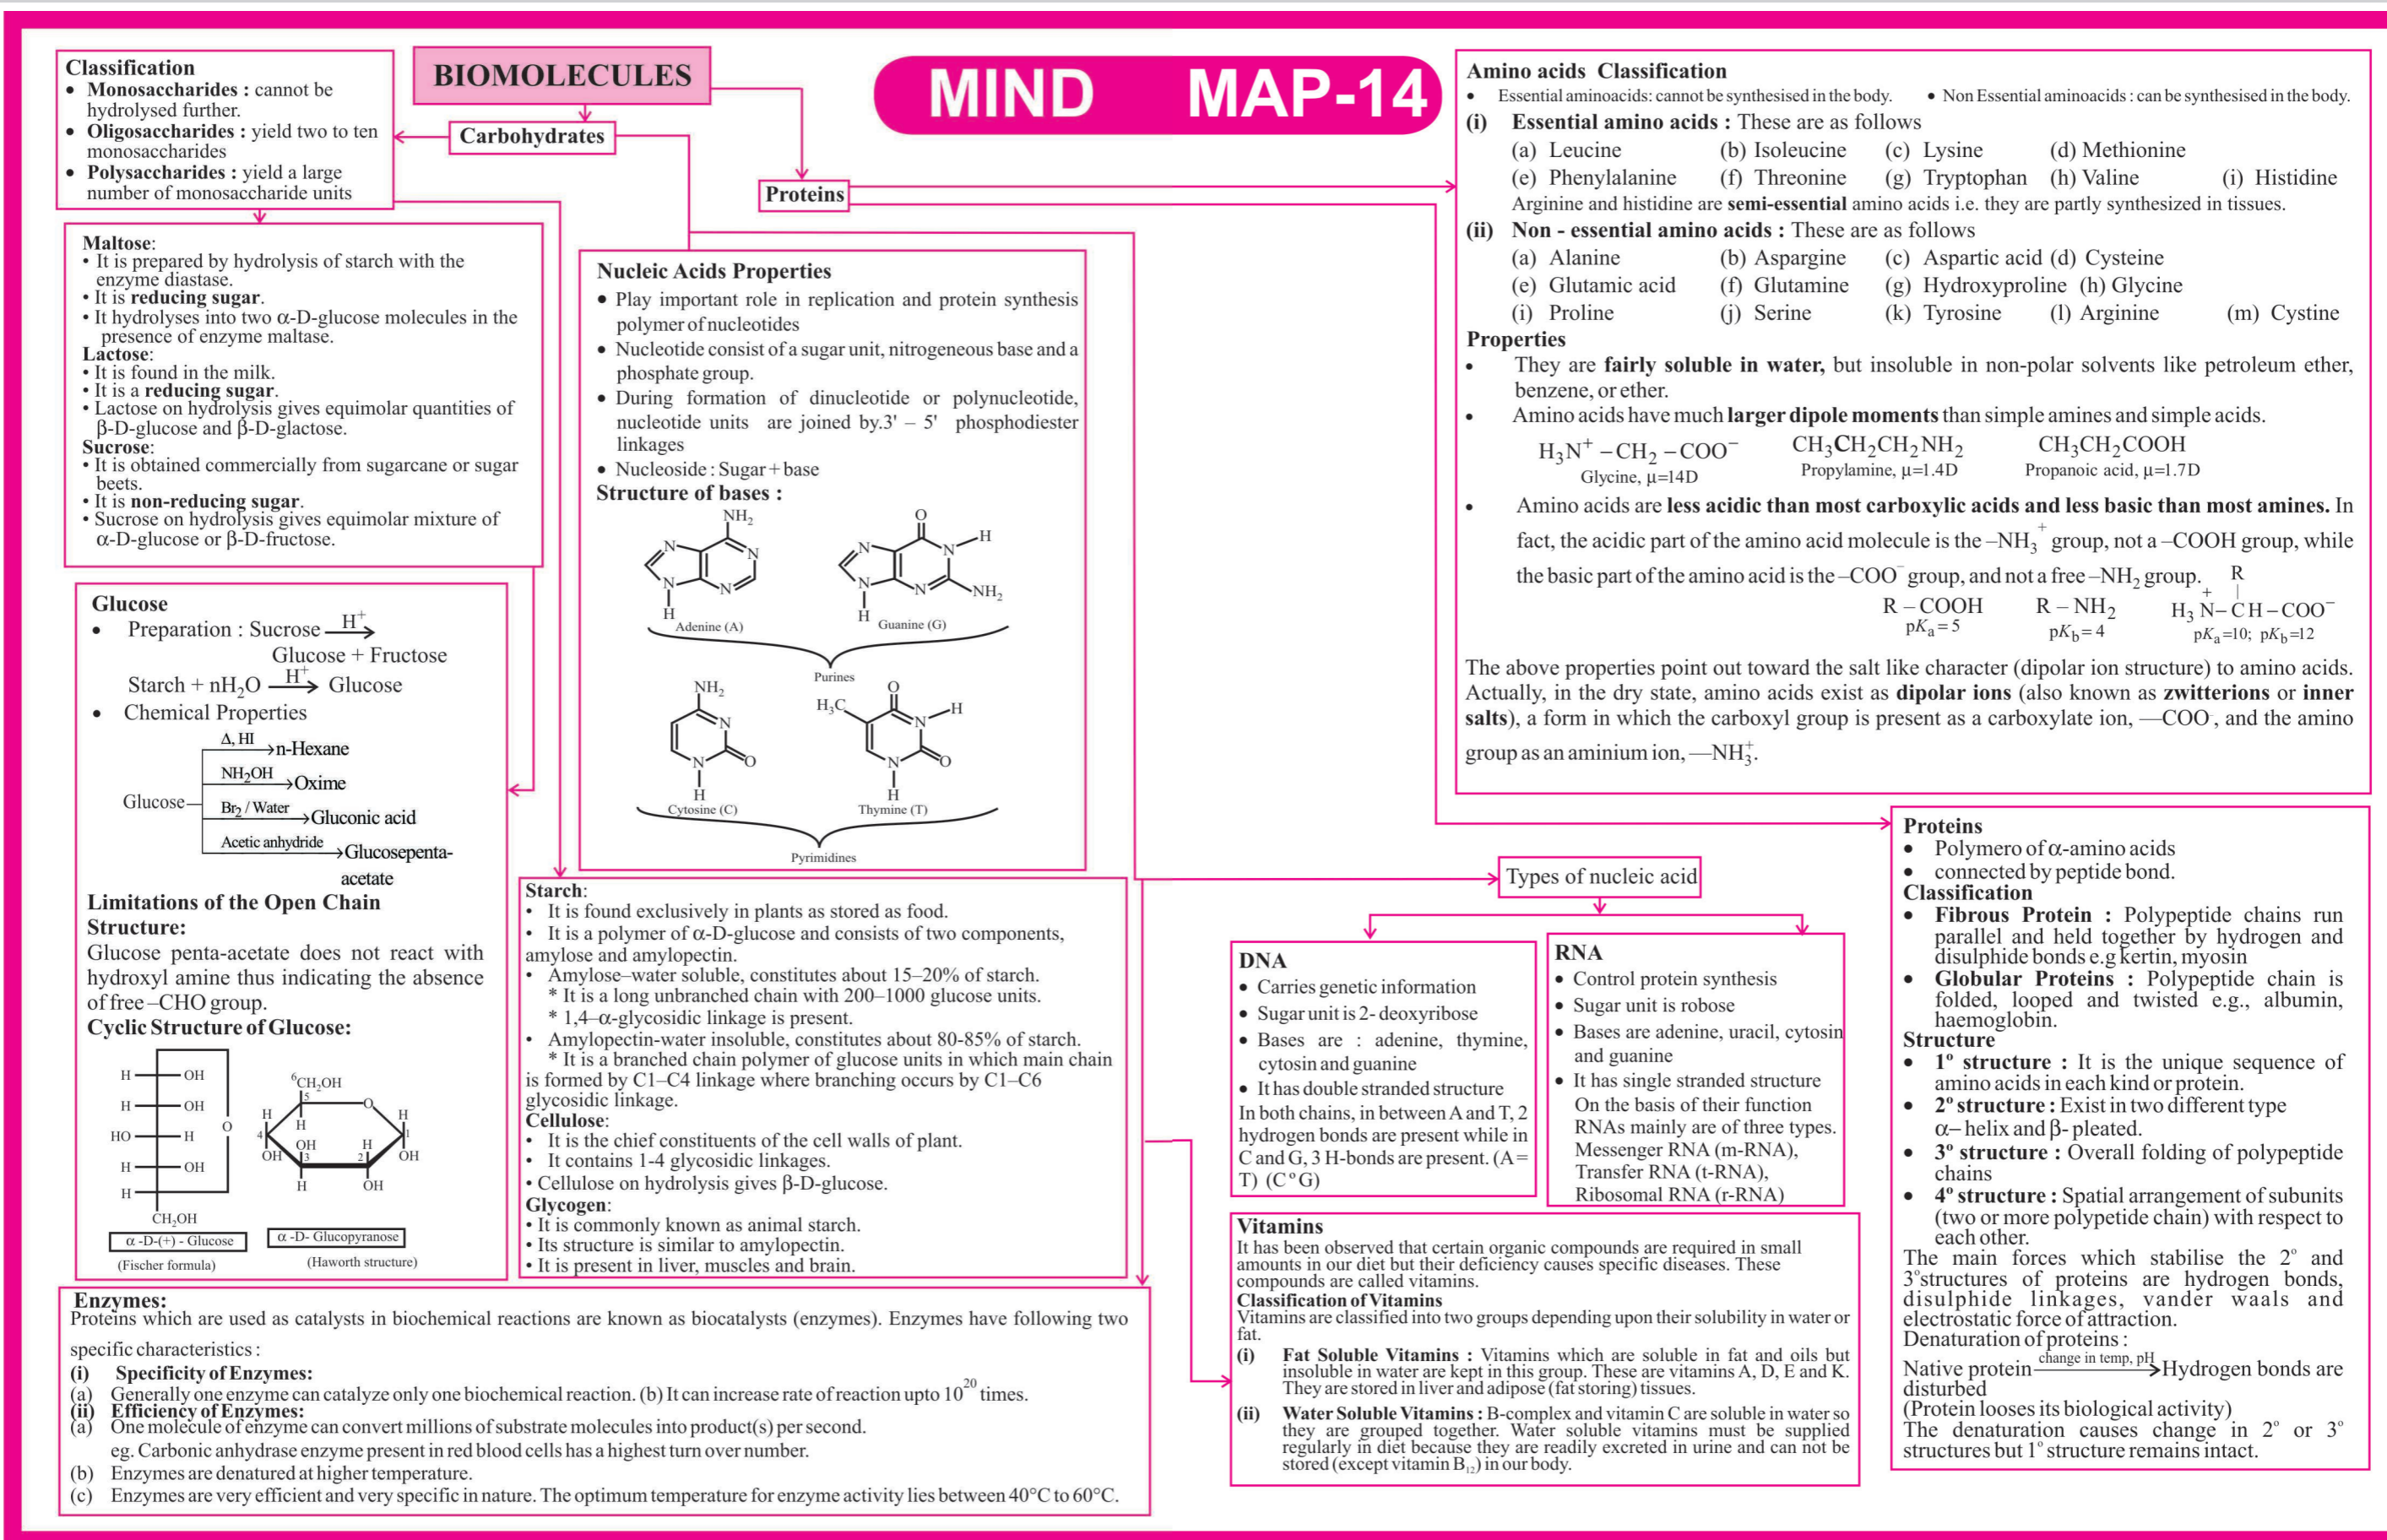 BIOMOLECULES
MIND MAP-14
Classification
• Monosaccharides : cannot be
hydrolysed further.
• Oligosaccharides : yield two to ten
monosaccharides
• Polysaccharides : yield a large
number of monosaccharide units
Carbohydrates
Proteins
Maltose:
• It is prepared by hydrolysis of starch with the
enzyme diastase.
• It is reducing sugar.
• It hydrolyses into two α-D-glucose molecules in the
presence of enzyme maltase.
Lactose:
• It is found in the milk.
• It is a reducing sugar.
• Lactose on hydrolysis gives equimolar quantities of
β-D-glucose and β-D-glactose.
Sucrose:
• It is obtained commercially from sugarcane or sugar
beets.
• It is non-reducing sugar.
• Sucrose on hydrolysis gives equimolar mixture of
α-D-glucose or β-D-fructose.
Glucose
• Preparation : Sucrose H⁺
Glucose + Fructose
Starch + nH₂O H⁺ → Glucose
• Chemical Properties
Glucose
Δ, HI → n-Hexane
NH₂OH → Oxime
Br₂ / Water → Gluconic acid
Acetic anhydride → Glucosepenta-
acetate
Limitations of the Open Chain
Structure:
Glucose penta-acetate does not react with
hydroxyl amine thus indicating the absence
of free –CHO group.
Cyclic Structure of Glucose:
H OH
H OH
HO H O
H OH
H
CH₂OH
α -D-(+) - Glucose
(Fischer formula)
⁶CH₂OH
5 O
H H H
4 OH H 1
OH 3 2 OH
H OH
α -D- Glucopyranose
(Haworth structure)
Nucleic Acids Properties
• Play important role in replication and protein synthesis
polymer of nucleotides
• Nucleotide consist of a sugar unit, nitrogeneous base and a
phosphate group.
• During formation of dinucleotide or polynucleotide,
nucleotide units are joined by.3' – 5' phosphodiester
linkages
• Nucleoside : Sugar + base
Structure of bases :
NH₂
N N
N N
H
Adenine (A)
O
N N H
N N NH₂
H
Guanine (G)
Purines
NH₂
N
N O
H
Cytosine (C)
H₃C O
N H
N O
H
Thymine (T)
Pyrimidines
Starch:
• It is found exclusively in plants as stored as food.
• It is a polymer of α-D-glucose and consists of two components,
amylose and amylopectin.
• Amylose–water soluble, constitutes about 15–20% of starch.
* It is a long unbranched chain with 200–1000 glucose units.
* 1,4–α-glycosidic linkage is present.
• Amylopectin-water insoluble, constitutes about 80-85% of starch.
* It is a branched chain polymer of glucose units in which main chain
is formed by C1–C4 linkage where branching occurs by C1–C6
glycosidic linkage.
Cellulose:
• It is the chief constituents of the cell walls of plant.
• It contains 1-4 glycosidic linkages.
• Cellulose on hydrolysis gives β-D-glucose.
Glycogen:
• It is commonly known as animal starch.
• Its structure is similar to amylopectin.
• It is present in liver, muscles and brain.
Enzymes:
Proteins which are used as catalysts in biochemical reactions are known as biocatalysts (enzymes). Enzymes have following two
specific characteristics :
(i) Specificity of Enzymes:
(a) Generally one enzyme can catalyze only one biochemical reaction. (b) It can increase rate of reaction upto 10²⁰ times.
(ii) Efficiency of Enzymes:
(a) One molecule of enzyme can convert millions of substrate molecules into product(s) per second.
eg. Carbonic anhydrase enzyme present in red blood cells has a highest turn over number.
(b) Enzymes are denatured at higher temperature.
(c) Enzymes are very efficient and very specific in nature. The optimum temperature for enzyme activity lies between 40°C to 60°C.
Amino acids Classification
• Essential aminoacids: cannot be synthesised in the body. • Non Essential aminoacids : can be synthesised in the body.
(i) Essential amino acids : These are as follows
(a) Leucine (b) Isoleucine (c) Lysine (d) Methionine
(e) Phenylalanine (f) Threonine (g) Tryptophan (h) Valine (i) Histidine
Arginine and histidine are semi-essential amino acids i.e. they are partly synthesized in tissues.
(ii) Non - essential amino acids : These are as follows
(a) Alanine (b) Aspargine (c) Aspartic acid (d) Cysteine
(e) Glutamic acid (f) Glutamine (g) Hydroxyproline (h) Glycine
(i) Proline (j) Serine (k) Tyrosine (l) Arginine (m) Cystine
Properties
• They are fairly soluble in water, but insoluble in non-polar solvents like petroleum ether,
benzene, or ether.
• Amino acids have much larger dipole moments than simple amines and simple acids.
H₃N⁺ – CH₂ – COO⁻ CH₃CH₂CH₂NH₂ CH₃CH₂COOH
Glycine, μ=14D Propylamine, μ=1.4D Propanoic acid, μ=1.7D
• Amino acids are less acidic than most carboxylic acids and less basic than most amines. In
fact, the acidic part of the amino acid molecule is the –NH₃⁺ group, not a –COOH group, while
the basic part of the amino acid is the –COO⁻ group, and not a free –NH₂ group. R
R – COOH R – NH₂ H₃N⁺– CH – COO⁻
pKₐ = 5 pK_b = 4 pKₐ=10; pK_b=12
The above properties point out toward the salt like character (dipolar ion structure) to amino acids.
Actually, in the dry state, amino acids exist as dipolar ions (also known as zwitterions or inner
salts), a form in which the carboxyl group is present as a carboxylate ion, —COO⁻, and the amino
group as an aminium ion, —NH₃⁺.
Types of nucleic acid
DNA
• Carries genetic information
• Sugar unit is 2- deoxyribose
• Bases are : adenine, thymine,
cytosin and guanine
• It has double stranded structure
In both chains, in between A and T, 2
hydrogen bonds are present while in
C and G, 3 H-bonds are present. (A =
T) (C º G)
RNA
• Control protein synthesis
• Sugar unit is robose
• Bases are adenine, uracil, cytosin
and guanine
• It has single stranded structure
On the basis of their function
RNAs mainly are of three types.
Messenger RNA (m-RNA),
Transfer RNA (t-RNA),
Ribosomal RNA (r-RNA)
Vitamins
It has been observed that certain organic compounds are required in small
amounts in our diet but their deficiency causes specific diseases. These
compounds are called vitamins.
Classification of Vitamins
Vitamins are classified into two groups depending upon their solubility in water or
fat.
(i) Fat Soluble Vitamins : Vitamins which are soluble in fat and oils but
insoluble in water are kept in this group. These are vitamins A, D, E and K.
They are stored in liver and adipose (fat storing) tissues.
(ii) Water Soluble Vitamins : B-complex and vitamin C are soluble in water so
they are grouped together. Water soluble vitamins must be supplied
regularly in diet because they are readily excreted in urine and can not be
stored (except vitamin B₁₂) in our body.
Proteins
• Polymero of α-amino acids
• connected by peptide bond.
Classification
• Fibrous Protein : Polypeptide chains run
parallel and held together by hydrogen and
disulphide bonds e.g kertin, myosin
• Globular Proteins : Polypeptide chain is
folded, looped and twisted e.g., albumin,
haemoglobin.
Structure
• 1º structure : It is the unique sequence of
amino acids in each kind or protein.
• 2º structure : Exist in two different type
α– helix and β- pleated.
• 3º structure : Overall folding of polypeptide
chains
• 4º structure : Spatial arrangement of subunits
(two or more polypetide chain) with respect to
each other.
The main forces which stabilise the 2º and
3ºstructures of proteins are hydrogen bonds,
disulphide linkages, vander waals and
electrostatic force of attraction.
Denaturation of proteins :
Native protein change in temp, pH → Hydrogen bonds are
disturbed
(Protein looses its biological activity)
The denaturation causes change in 2º or 3º
structures but 1º structure remains intact.